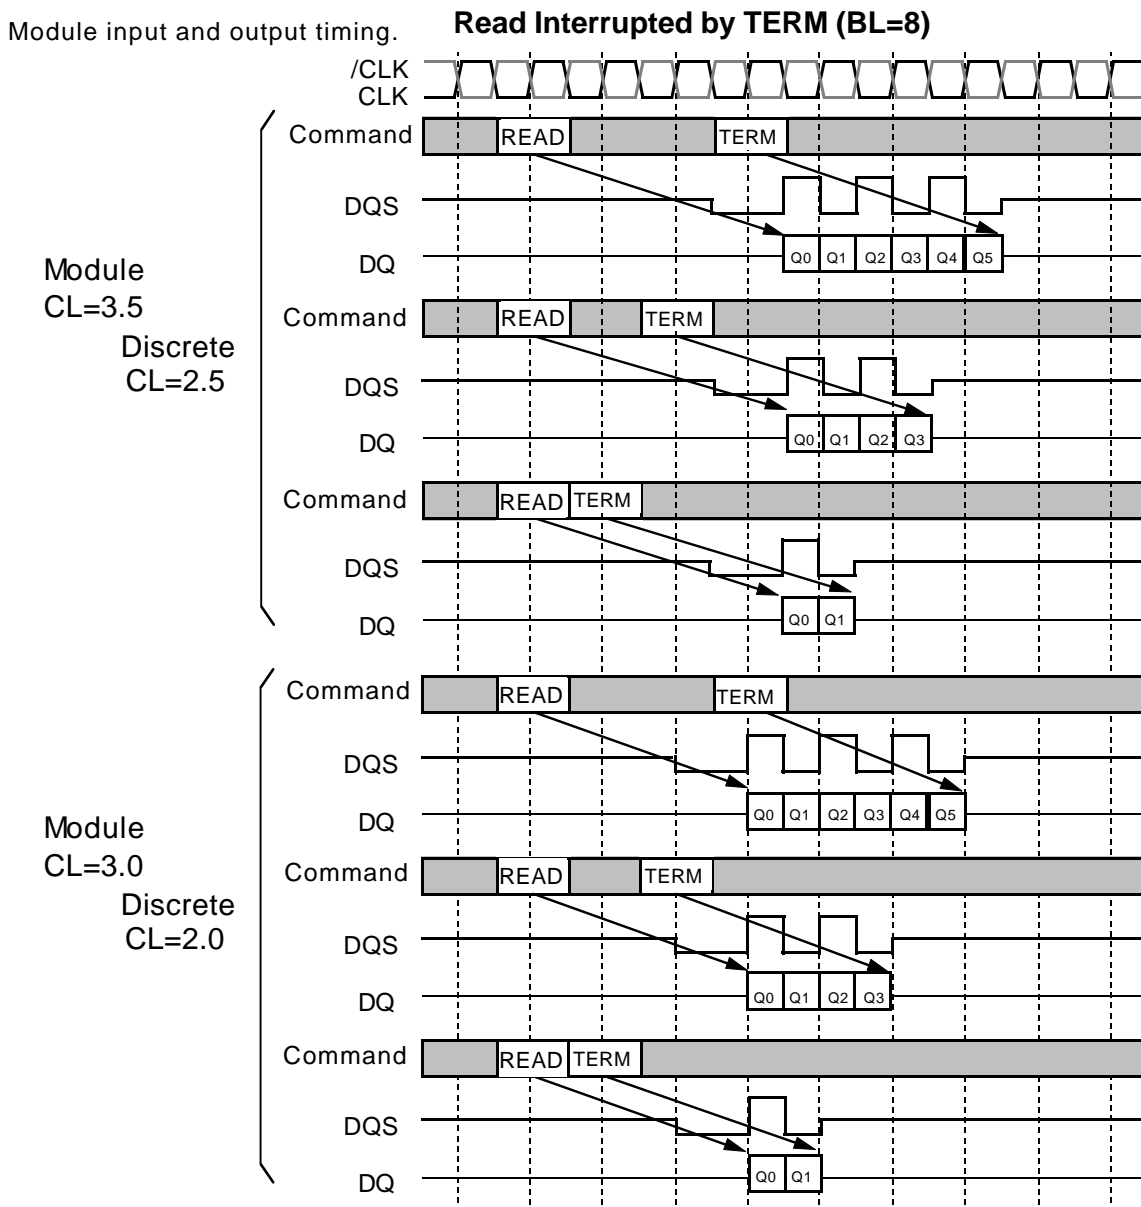 Module input and output timing.
Read Interrupted by TERM (BL=8)
/CLK
CLK
Command READ TERM
DQS
DQ Q0 Q1 Q2 Q3 Q4 Q5
Module
CL=3.5
Discrete
CL=2.5
Command READ TERM
DQS
DQ Q0 Q1 Q2 Q3
Command READ TERM
DQS
DQ Q0 Q1
Command READ TERM
DQS
DQ Q0 Q1 Q2 Q3 Q4 Q5
Module
CL=3.0
Discrete
CL=2.0
Command READ TERM
DQS
DQ Q0 Q1 Q2 Q3
Command READ TERM
DQS
DQ Q0 Q1